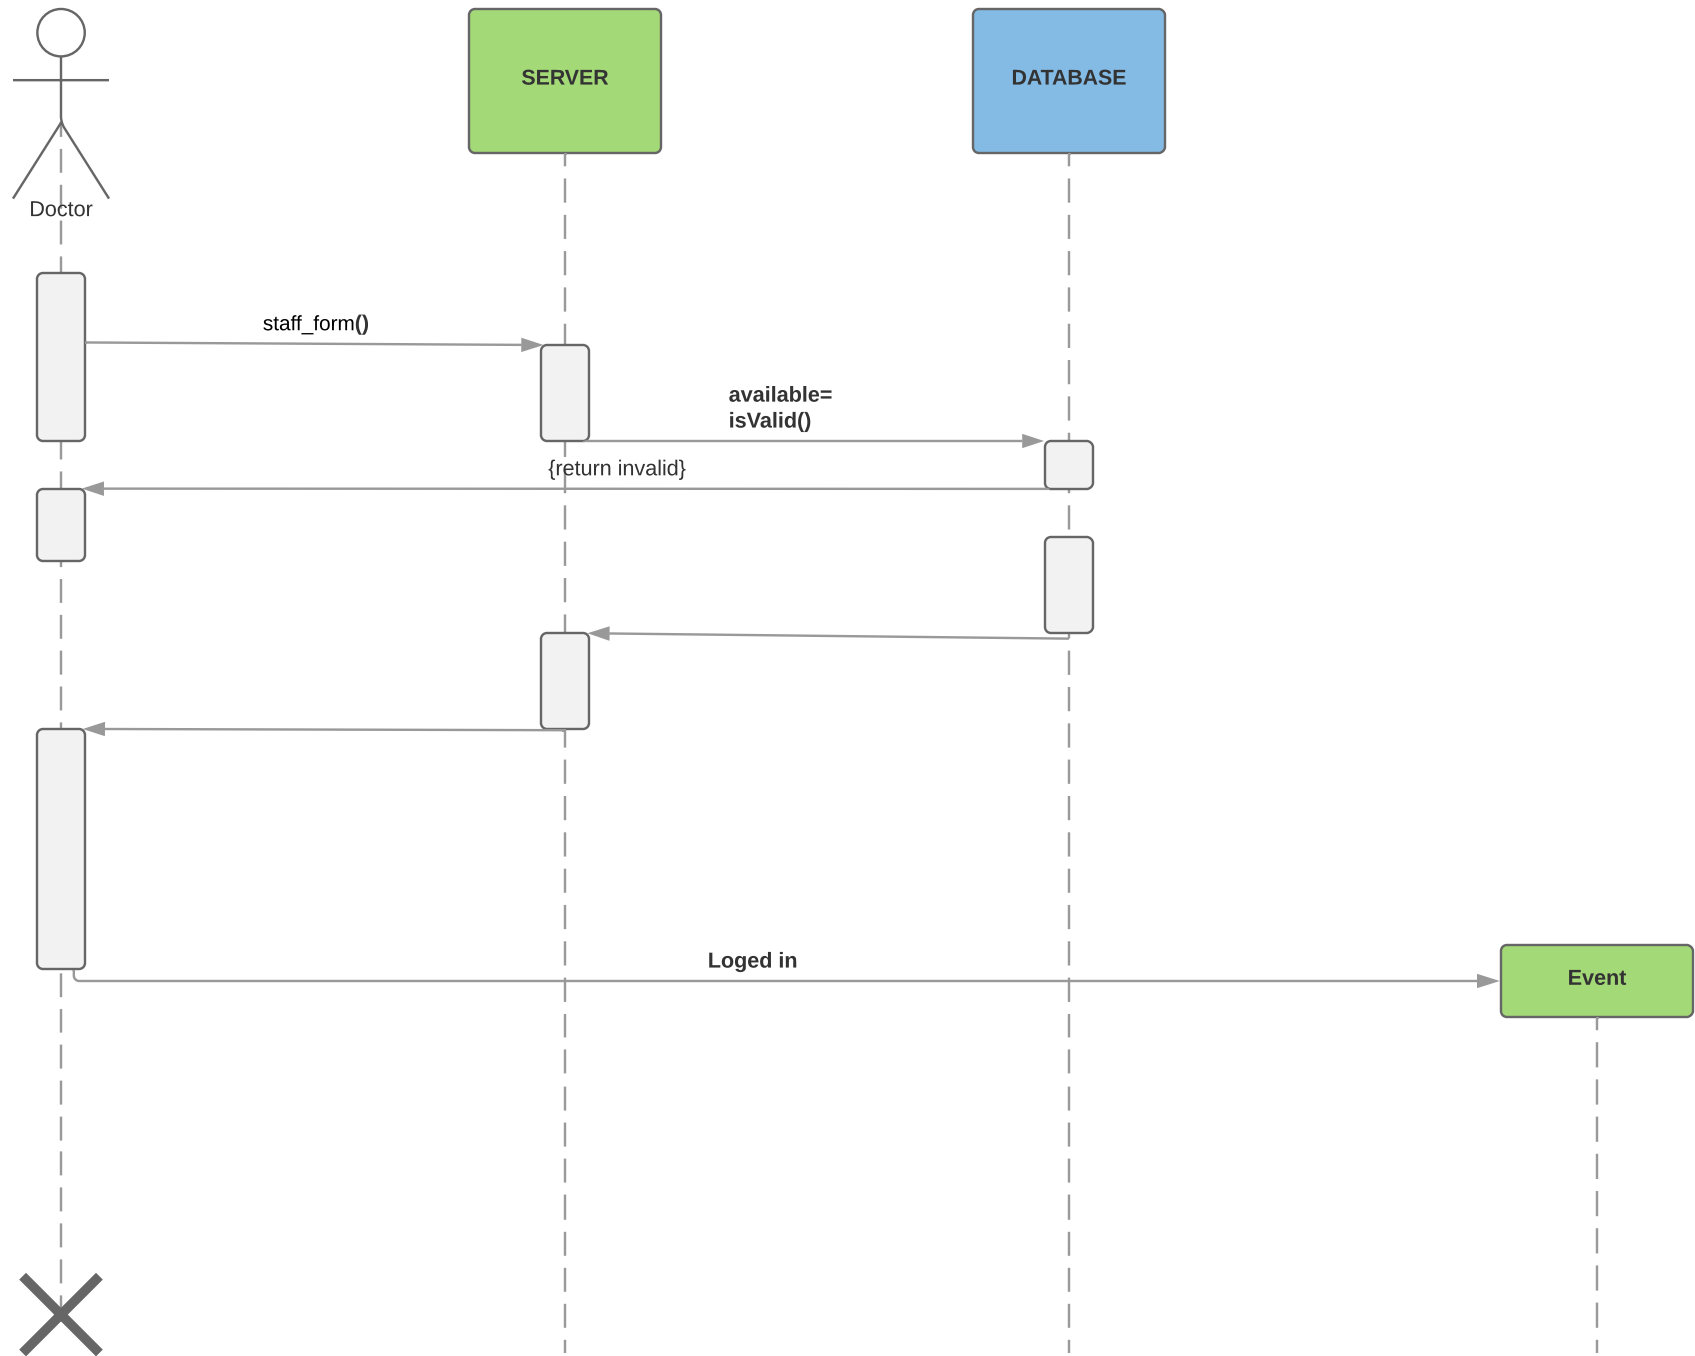 SERVER
DATABASE
Doctor
staff_form()
available=
isValid()
{return invalid}
Loged in
Event